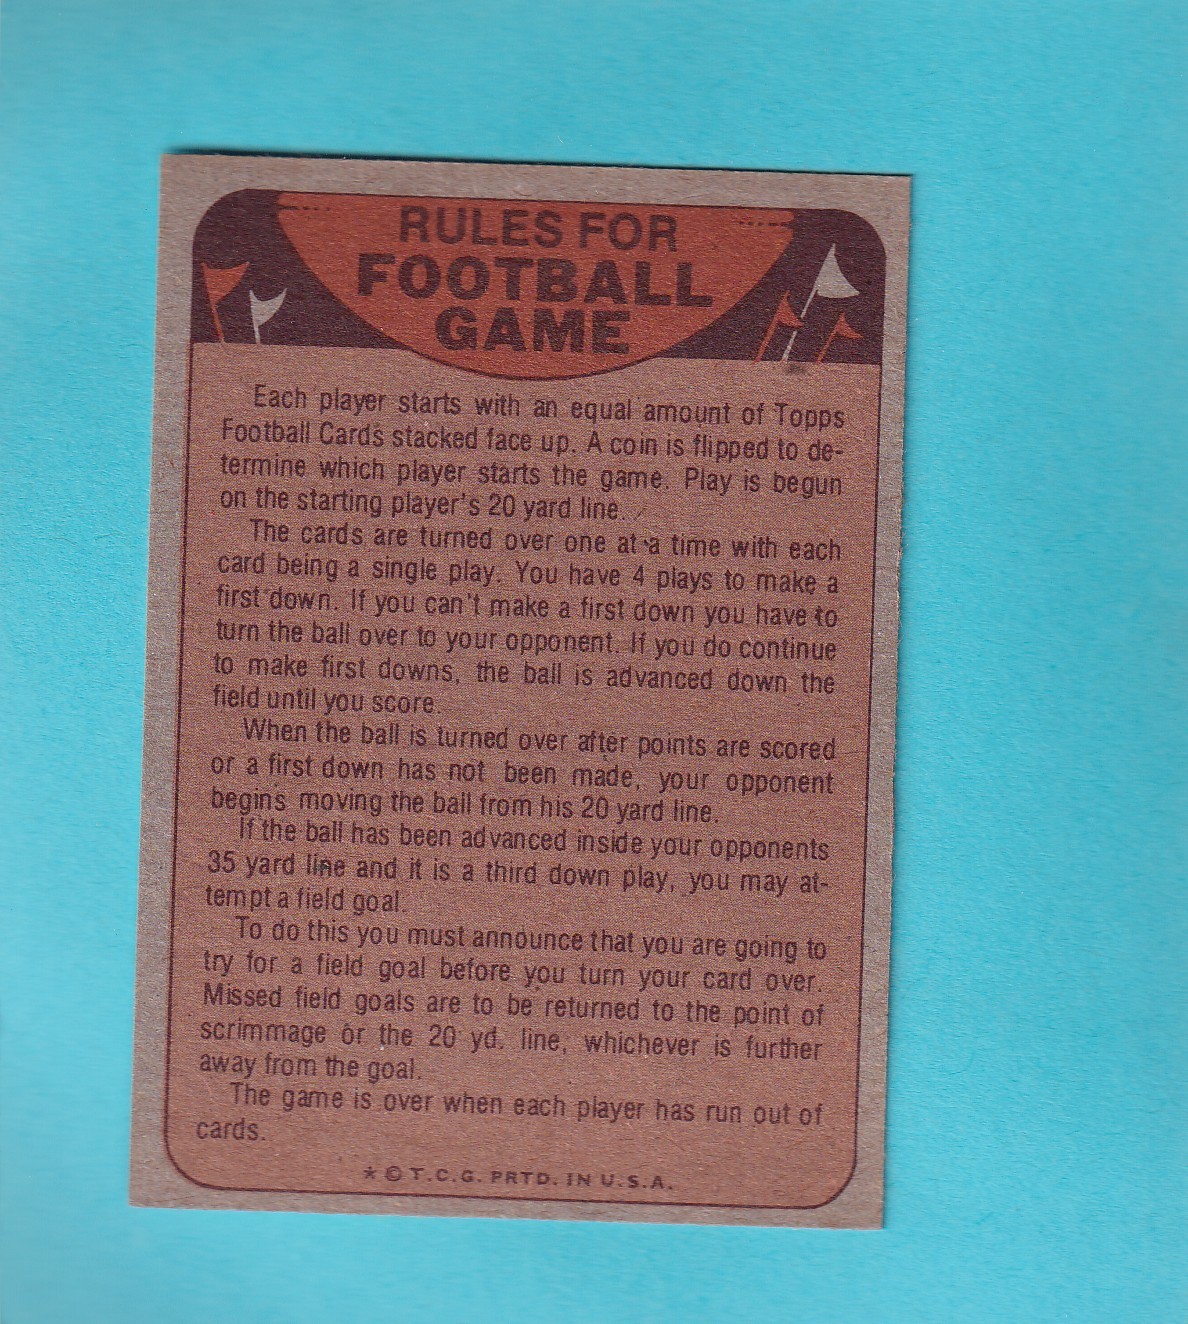 RULES FOR
FOOTBALL
GAME
Each player starts with an equal amount of Topps
Football Cards stacked face up. A coin is flipped to de-
termine which player starts the game. Play is begun
on the starting player's 20 yard line.
The cards are turned over one at a time with each
card being a single play. You have 4 plays to make a
first down. If you can't make a first down you have to
turn the ball over to your opponent. If you do continue
to make first downs, the ball is advanced down the
field until you score.
When the ball is turned over after points are scored
or a first down has not been made, your opponent
begins moving the ball from his 20 yard line.
If the ball has been advanced inside your opponents
35 yard line and it is a third down play, you may at-
tempt a field goal.
To do this you must announce that you are going to
try for a field goal before you turn your card over.
Missed field goals are to be returned to the point of
scrimmage or the 20 yd. line, whichever is further
away from the goal.
The game is over when each player has run out of
cards.
* © T.C.G. PRTD. IN U.S.A.